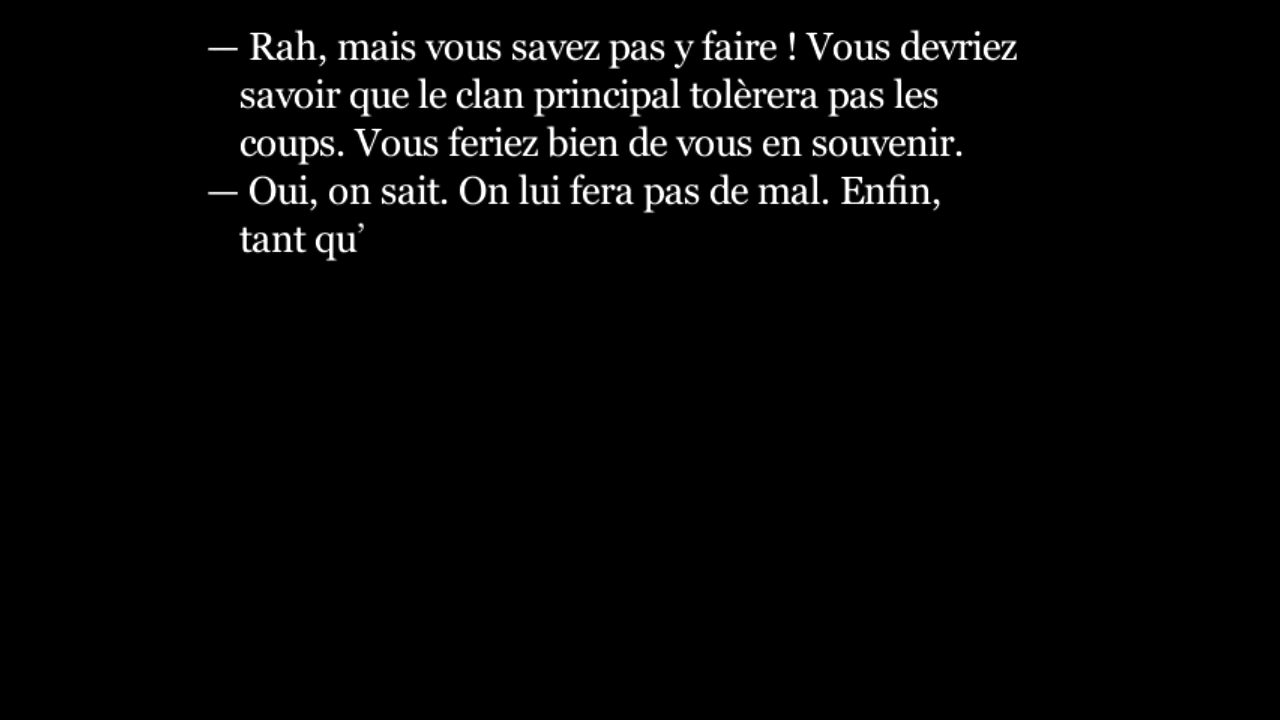 — Rah, mais vous savez pas y faire ! Vous devriez
savoir que le clan principal tolèrera pas les
coups. Vous feriez bien de vous en souvenir.
— Oui, on sait. On lui fera pas de mal. Enfin,
tant qu’